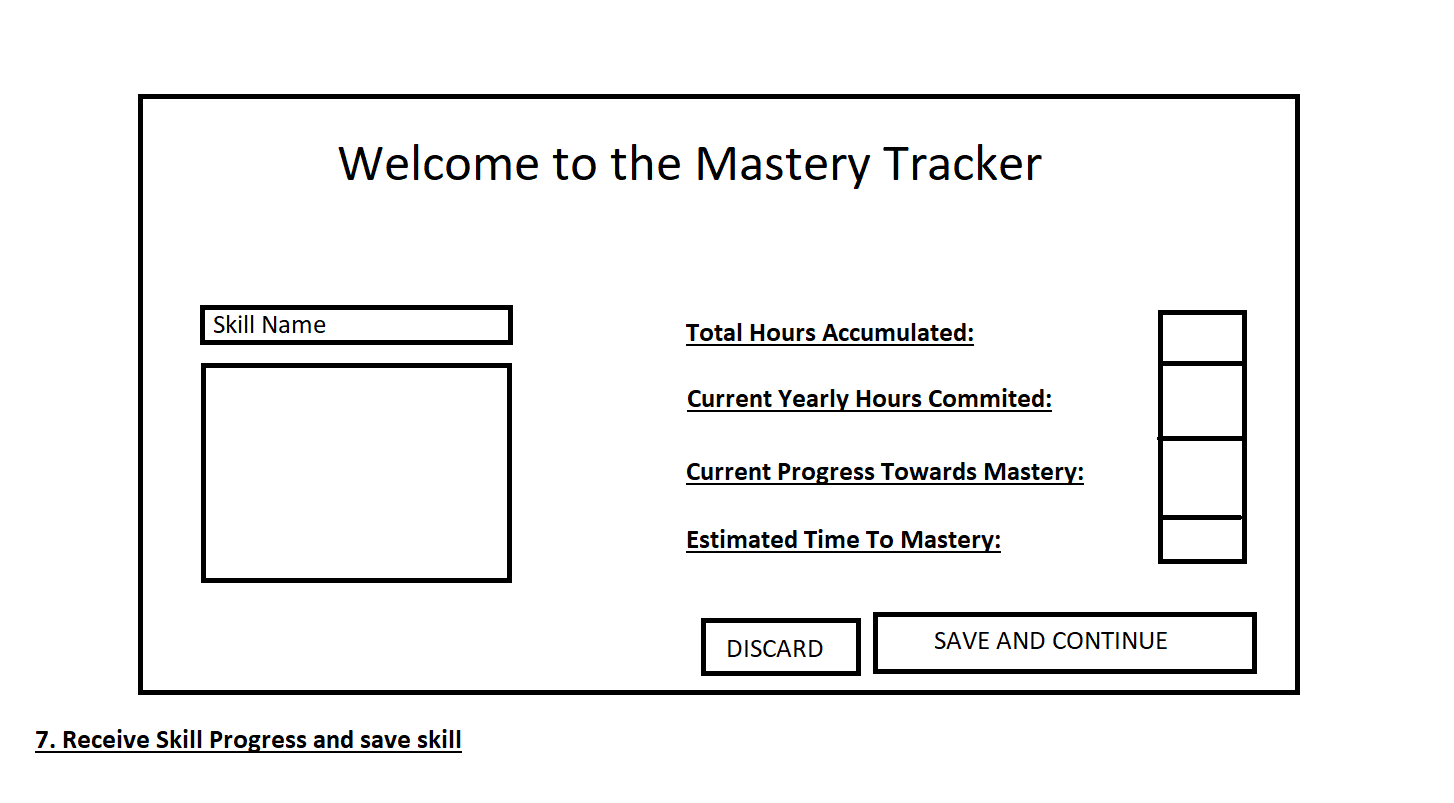 Welcome to the Mastery Tracker
Skill Name
Total Hours Accumulated:
Current Yearly Hours Commited:
Current Progress Towards Mastery:
Estimated Time To Mastery:
DISCARD
SAVE AND CONTINUE
7. Receive Skill Progress and save skill